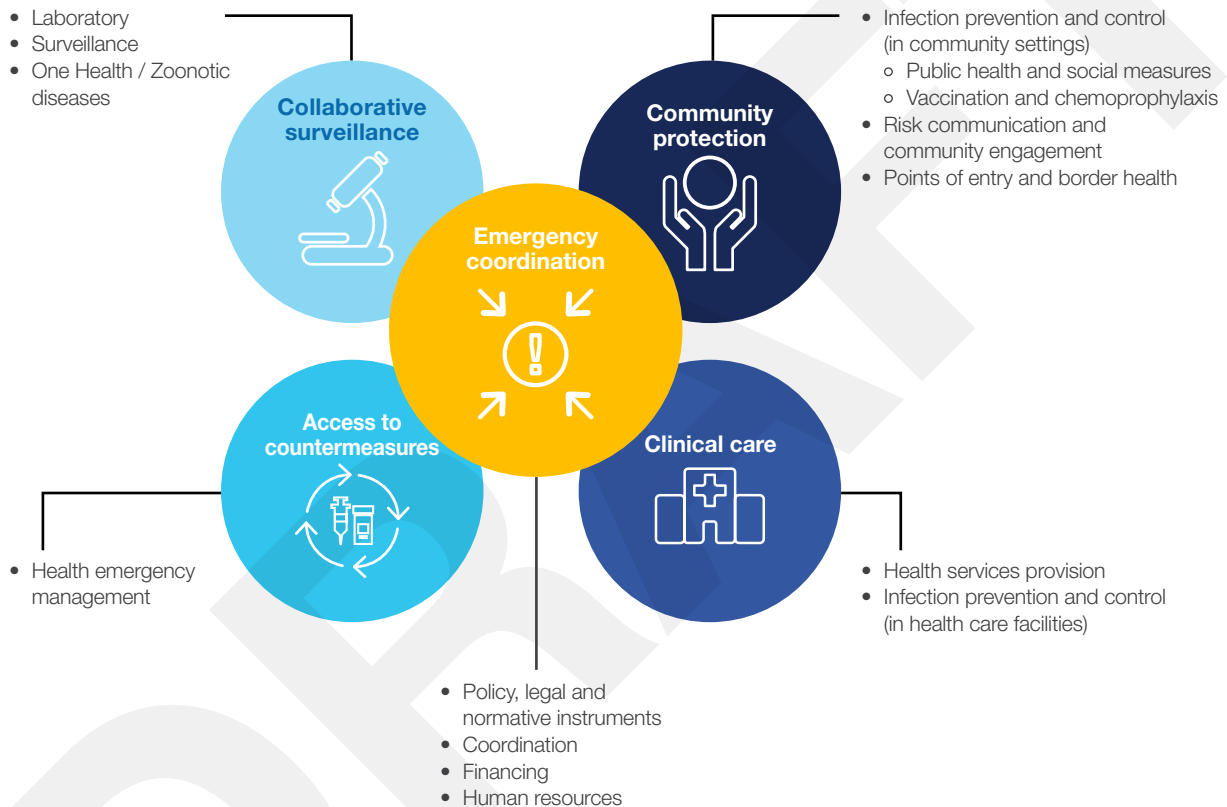 • Laboratory
• Surveillance
• One Health / Zoonotic
diseases
Collaborative
surveillance
Community
protection
• Infection prevention and control
(in community settings)
○ Public health and social measures
○ Vaccination and chemoprophylaxis
• Risk communication and
community engagement
• Points of entry and border health
Emergency
coordination
Access to
countermeasures
Clinical care
• Health emergency
management
• Health services provision
• Infection prevention and control
(in health care facilities)
• Policy, legal and
normative instruments
• Coordination
• Financing
• Human resources
DRAFT